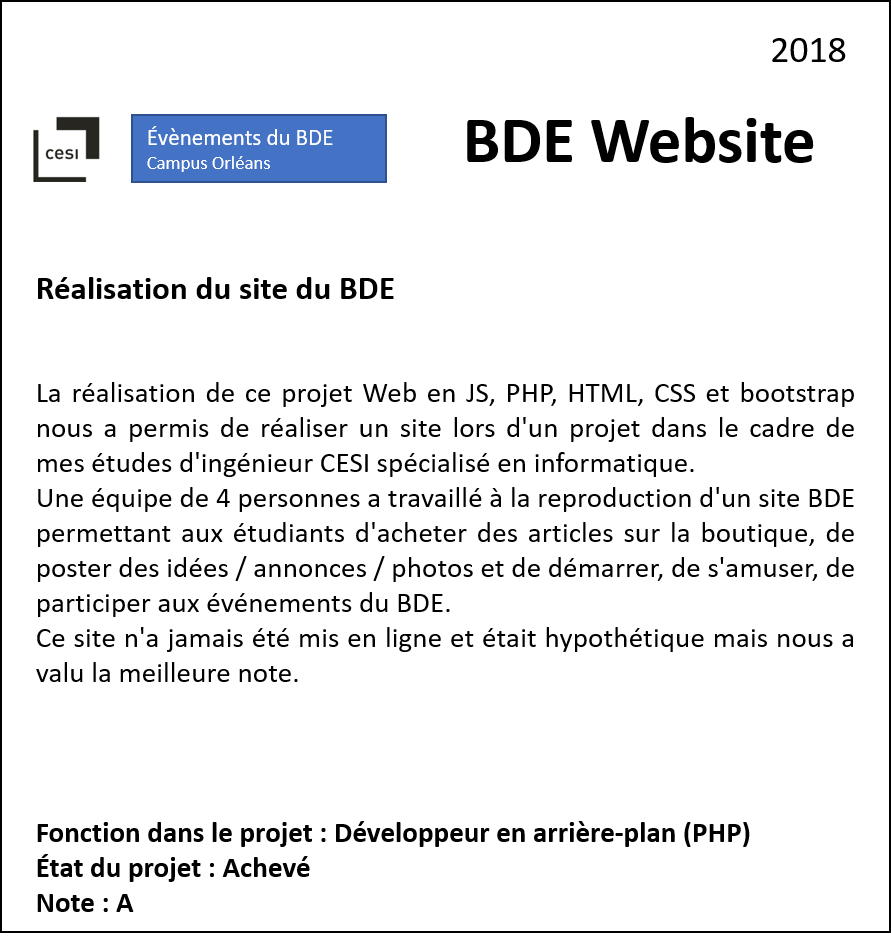 2018
cesi
Évènements du BDE
Campus Orléans
BDE Website
Réalisation du site du BDE
La réalisation de ce projet Web en JS, PHP, HTML, CSS et bootstrap
nous a permis de réaliser un site lors d'un projet dans le cadre de
mes études d'ingénieur CESI spécialisé en informatique.
Une équipe de 4 personnes a travaillé à la reproduction d'un site BDE
permettant aux étudiants d'acheter des articles sur la boutique, de
poster des idées / annonces / photos et de démarrer, de s'amuser, de
participer aux événements du BDE.
Ce site n'a jamais été mis en ligne et était hypothétique mais nous a
valu la meilleure note.
Fonction dans le projet : Développeur en arrière-plan (PHP)
État du projet : Achevé
Note : A